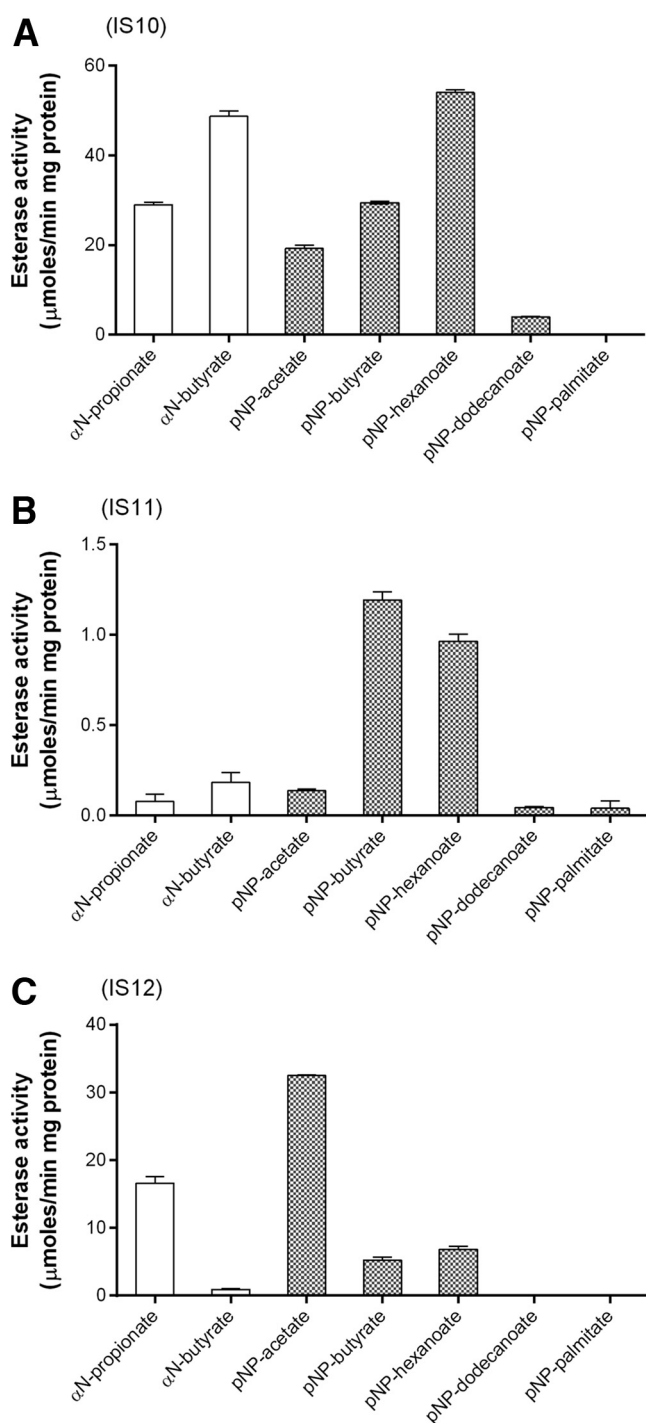 A (IS10)
Esterase activity
(μmoles/min mg protein)
60
40
20
0
αN-propionate
αN-butyrate
pNP-acetate
pNP-butyrate
pNP-hexanoate
pNP-dodecanoate
pNP-palmitate
B (IS11)
Esterase activity
(μmoles/min mg protein)
1.5
1.0
0.5
0.0
αN-propionate
αN-butyrate
pNP-acetate
pNP-butyrate
pNP-hexanoate
pNP-dodecanoate
pNP-palmitate
C (IS12)
Esterase activity
(μmoles/min mg protein)
40
30
20
10
0
αN-propionate
αN-butyrate
pNP-acetate
pNP-butyrate
pNP-hexanoate
pNP-dodecanoate
pNP-palmitate